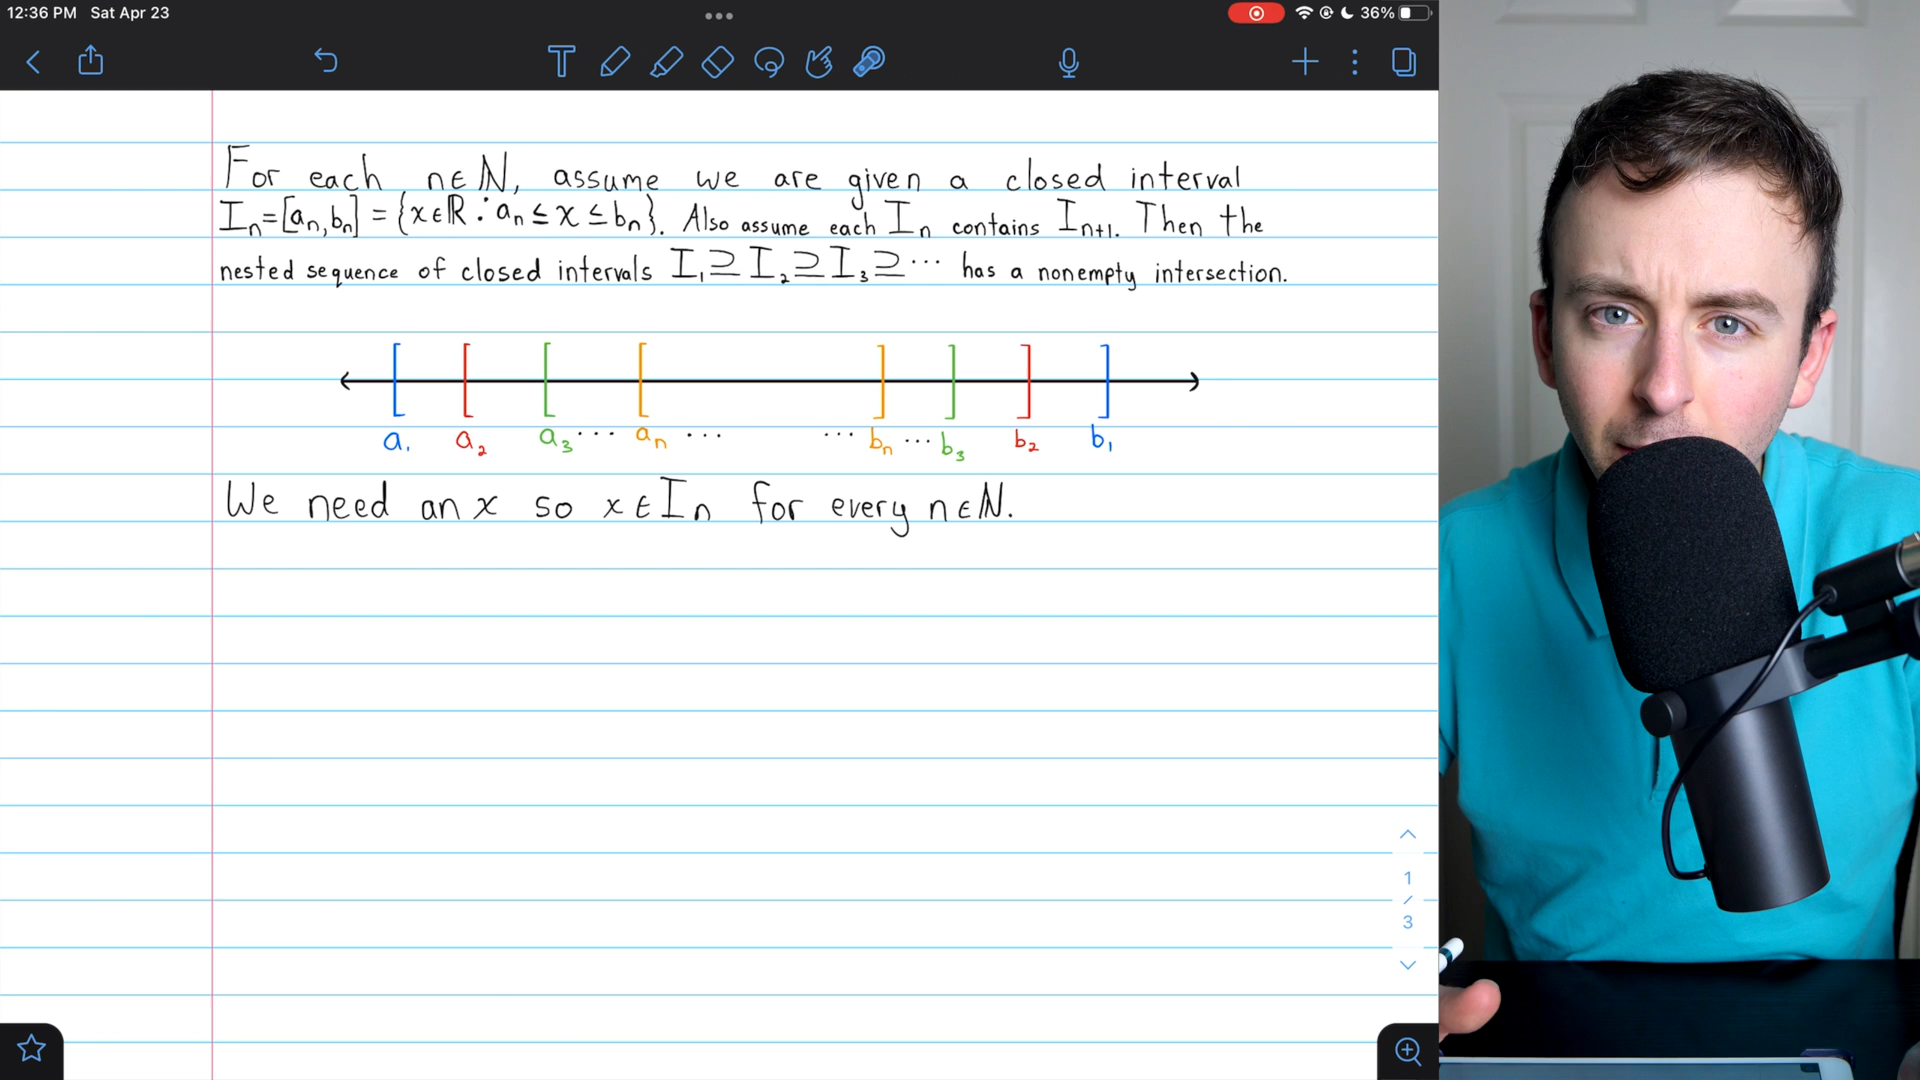 12:36 PM Sat Apr 23
36%
For each n∈ℕ, assume we are given a closed interval
Iₙ=[aₙ,bₙ] = {x∈ℝ : aₙ ≤ x ≤ bₙ}. Also assume each Iₙ contains Iₙ₊₁. Then the
nested sequence of closed intervals I₁⊇I₂⊇I₃⊇⋯ has a nonempty intersection.
a₁ a₂ a₃ ⋯ aₙ ⋯ ⋯ bₙ ⋯ b₃ b₂ b₁
We need an x so x∈Iₙ for every n∈ℕ.
1
/
3